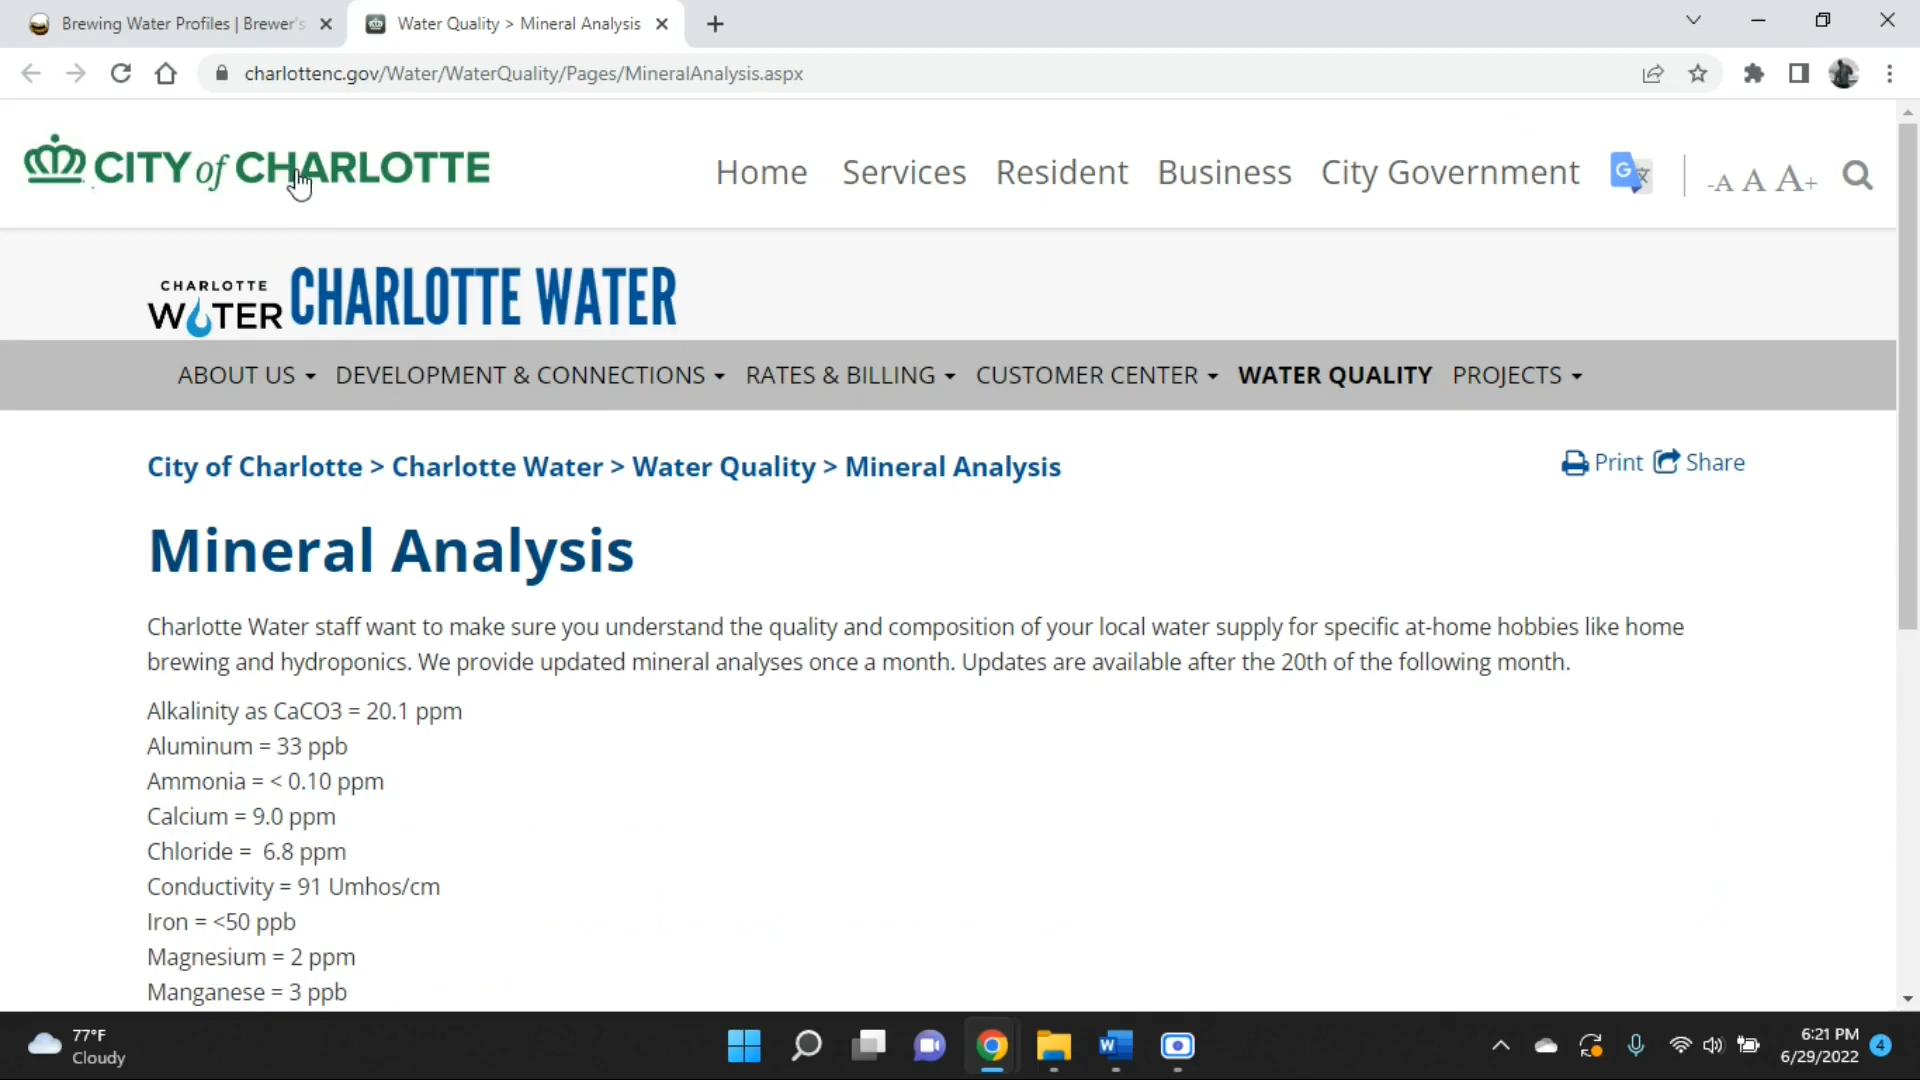 Brewing Water Profiles | Brewer's
Water Quality > Mineral Analysis
charlottenc.gov/Water/WaterQuality/Pages/MineralAnalysis.aspx
CITY of CHARLOTTE
Home Services Resident Business City Government
G 文
-A A A+
CHARLOTTE
WATER
CHARLOTTE WATER
ABOUT US DEVELOPMENT & CONNECTIONS RATES & BILLING CUSTOMER CENTER WATER QUALITY PROJECTS
City of Charlotte > Charlotte Water > Water Quality > Mineral Analysis
Print Share
Mineral Analysis
Charlotte Water staff want to make sure you understand the quality and composition of your local water supply for specific at-home hobbies like home
brewing and hydroponics. We provide updated mineral analyses once a month. Updates are available after the 20th of the following month.
Alkalinity as CaCO3 = 20.1 ppm
Aluminum = 33 ppb
Ammonia = < 0.10 ppm
Calcium = 9.0 ppm
Chloride = 6.8 ppm
Conductivity = 91 Umhos/cm
Iron = <50 ppb
Magnesium = 2 ppm
Manganese = 3 ppb
77°F
Cloudy
W
6:21 PM
6/29/2022
4